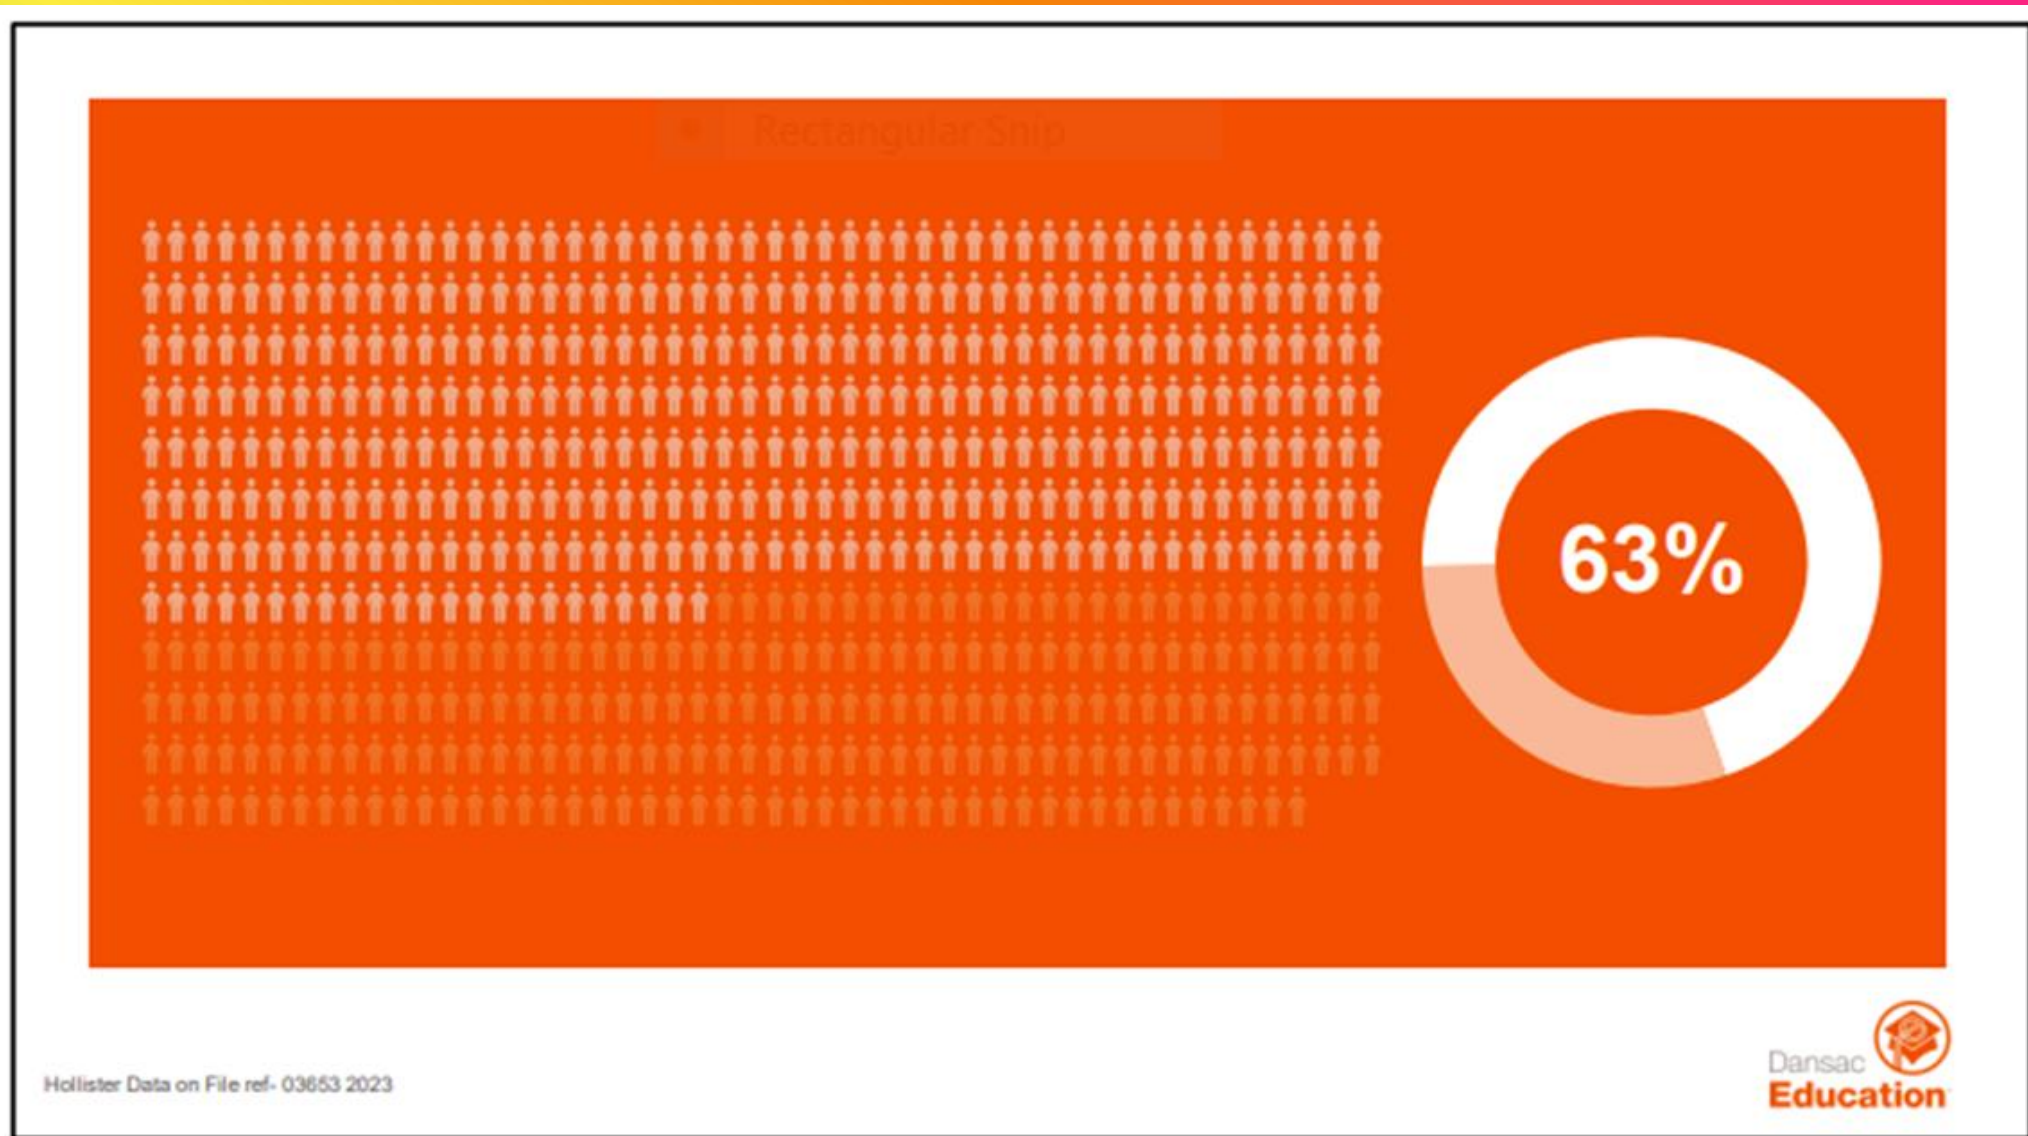 Rectangular Snip
63%
Hollister Data on File ref- 03653 2023
Dansac
Education